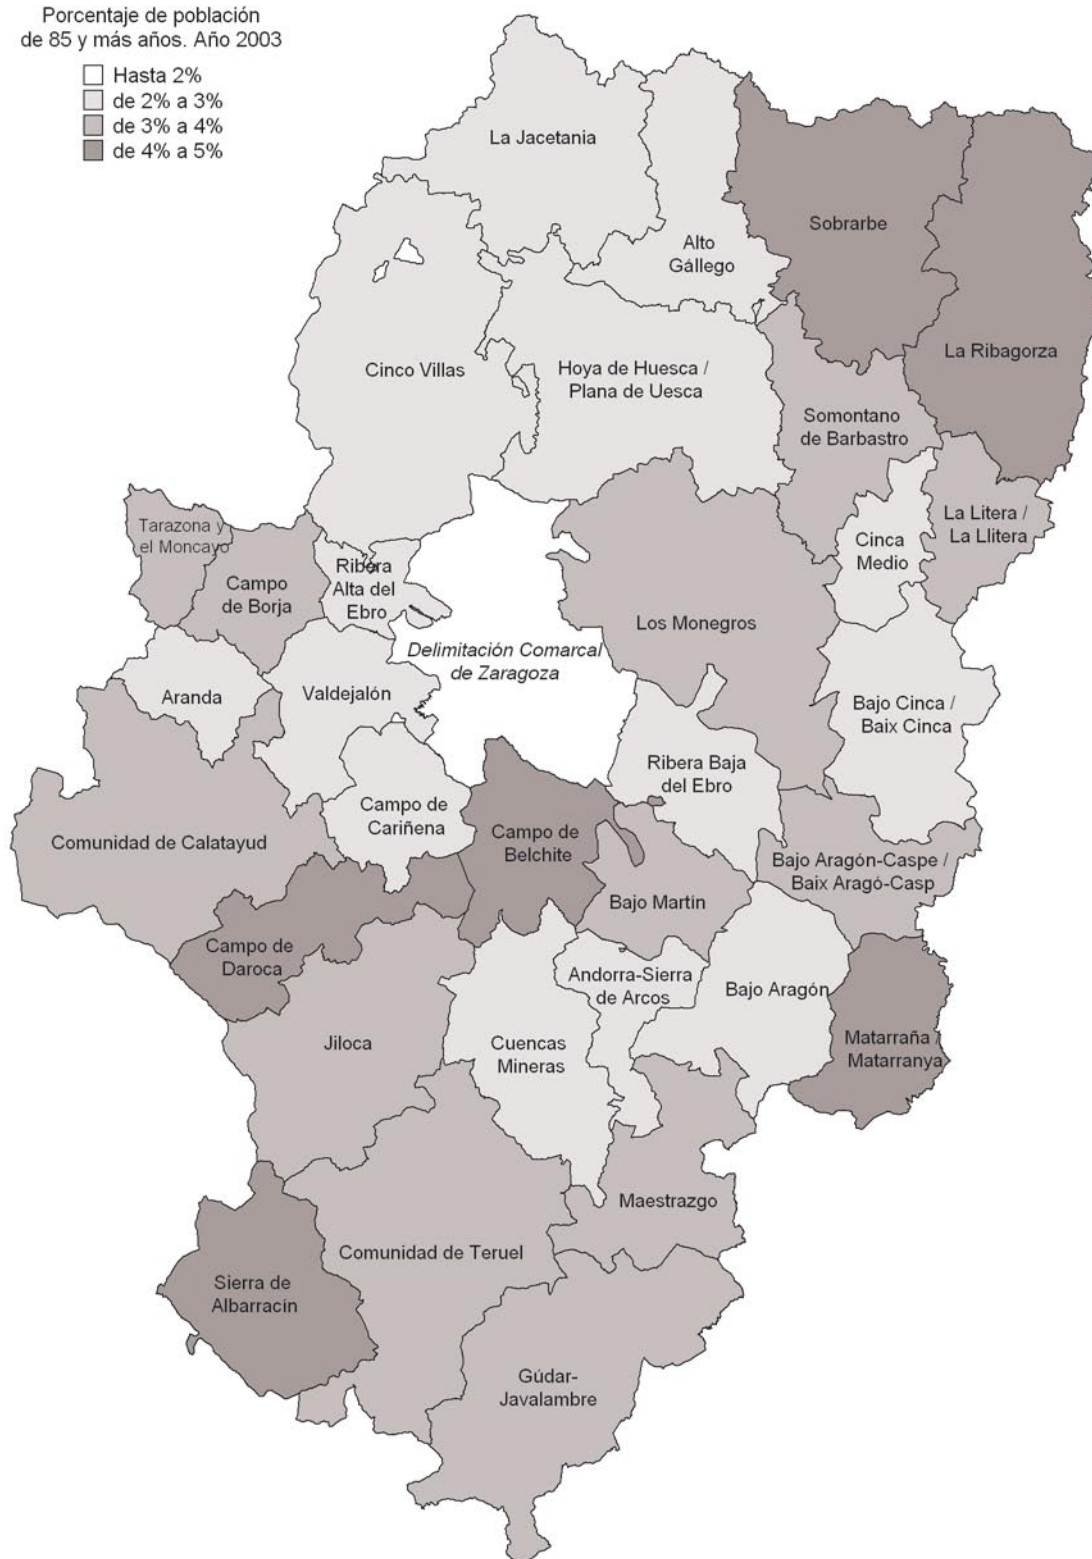 Porcentaje de población
de 85 y más años. Año 2003
Hasta 2%
de 2% a 3%
de 3% a 4%
de 4% a 5%
La Jacetania
Alto
Gállego
Sobrarbe
La Ribagorza
Cinco Villas
Hoya de Huesca /
Plana de Uesca
Somontano
de Barbastro
Tarazona y
el Moncayo
Campo
de Borja
Ribera
Alta del
Ebro
Cinca
Medio
La Litera /
La Llitera
Los Monegros
Delimitación Comarcal
de Zaragoza
Aranda
Valdejalón
Bajo Cinca /
Baix Cinca
Ribera Baja
del Ebro
Campo de
Cariñena
Comunidad de Calatayud
Campo de
Belchite
Bajo Aragón-Caspe /
Baix Aragó-Casp
Bajo Martín
Campo de
Daroca
Andorra-Sierra
de Arcos
Bajo Aragón
Jiloca
Cuencas
Mineras
Matarraña /
Matarranya
Maestrazgo
Comunidad de Teruel
Sierra de
Albarracín
Gúdar-
Javalambre